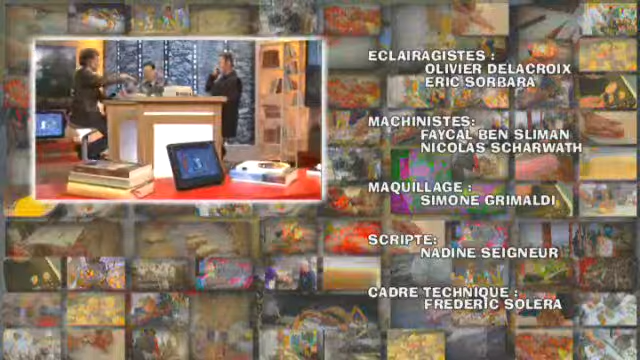 ECLAIRAGISTES :
OLIVIER DELACROIX
ERIC SORBARA
MACHINISTES:
FAYCAL BEN SLIMAN
NICOLAS SCHARWATH
MAQUILLAGE :
SIMONE GRIMALDI
SCRIPTE:
NADINE SEIGNEUR
CADRE TECHNIQUE :
FREDERIC SOLERA